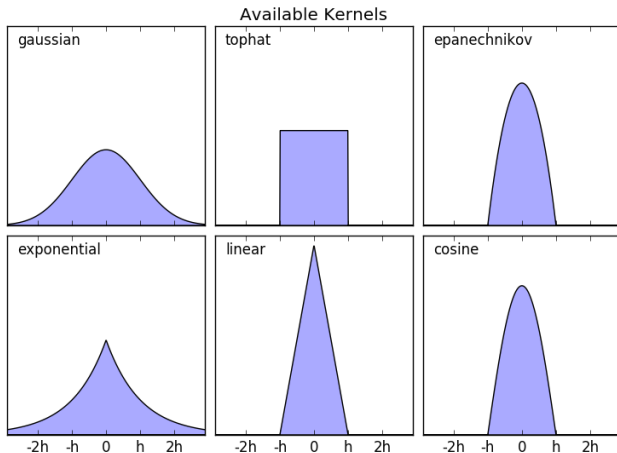 Available Kernels
gaussian
tophat
epanechnikov
exponential
linear
cosine
-2h -h 0 h 2h
-2h -h 0 h 2h
-2h -h 0 h 2h